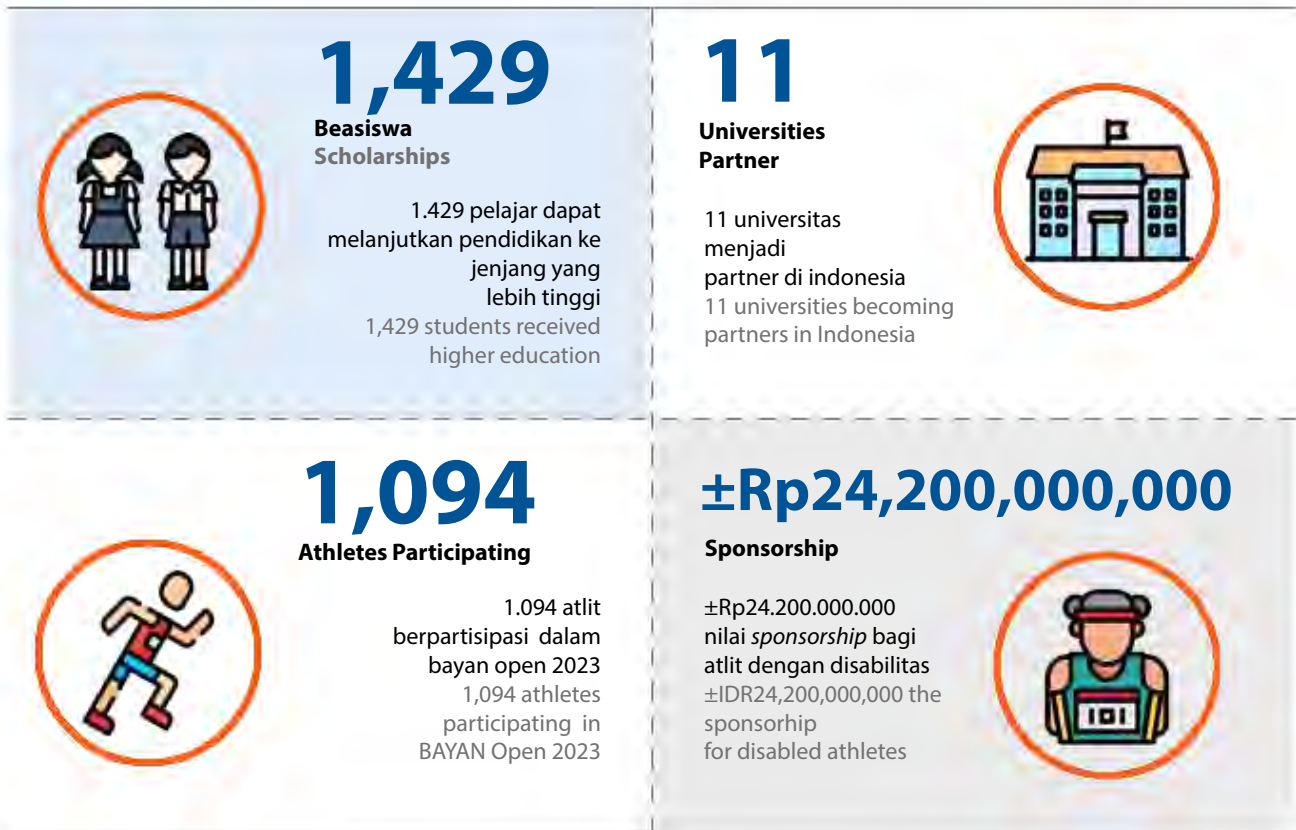 1,429
Beasiswa
Scholarships
1.429 pelajar dapat
melanjutkan pendidikan ke
jenjang yang
lebih tinggi
1,429 students received
higher education
11
Universities
Partner
11 universitas
menjadi
partner di indonesia
11 universities becoming
partners in Indonesia
1,094
Athletes Participating
1.094 atlit
berpartisipasi dalam
bayan open 2023
1,094 athletes
participating in
BAYAN Open 2023
±Rp24,200,000,000
Sponsorship
±Rp24.200.000.000
nilai sponsorship bagi
atlit dengan disabilitas
±IDR24,200,000,000 the
sponsorhip
for disabled athletes
101